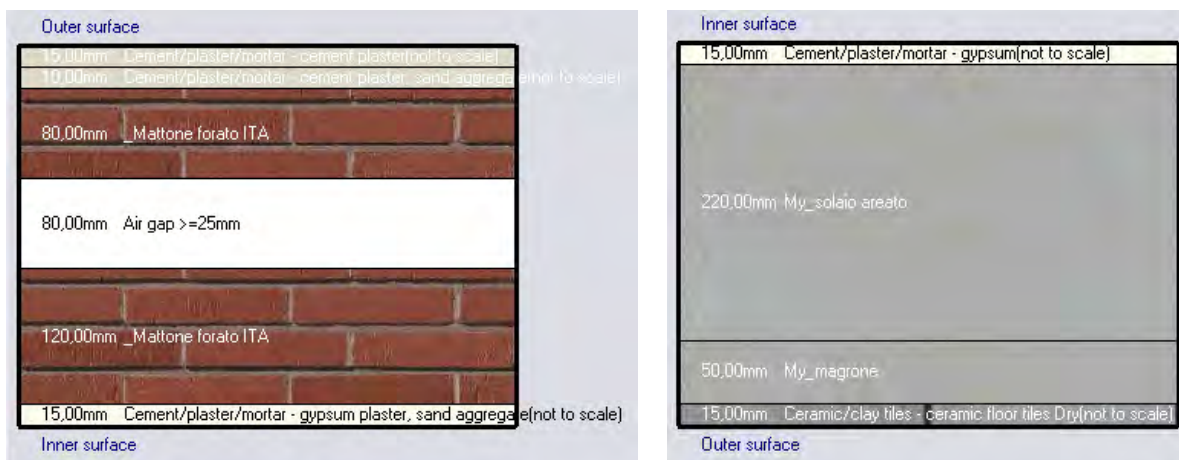 Outer surface
15,00mm Cement/plaster/mortar - cement plaster(not to scale)
10,00mm Cement/plaster/mortar - cement plaster, sand aggregate(not to scale)
80,00mm _Mattone forato ITA
80,00mm Air gap >=25mm
120,00mm _Mattone forato ITA
15,00mm Cement/plaster/mortar - gypsum plaster, sand aggregate(not to scale)
Inner surface
Inner surface
15,00mm Cement/plaster/mortar - gypsum(not to scale)
220,00mm My_solaio areato
50,00mm My_magrone
15,00mm Ceramic/clay tiles - ceramic floor tiles Dry(not to scale)
Outer surface